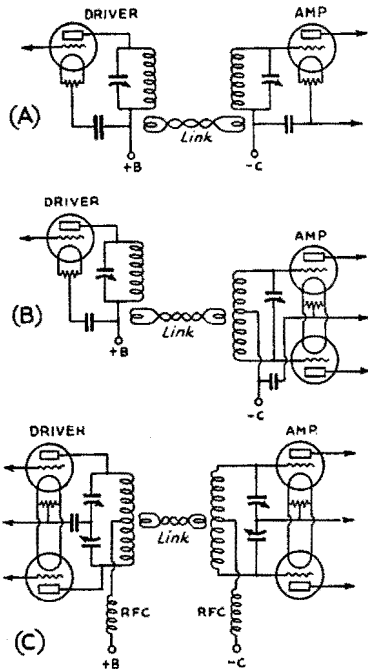 DRIVER AMP
(A)
Link
+B -C
DRIVER AMP
(B)
Link
+B -C
DRIVER AMP.
Link
RFC RFC
(C)
+B -C